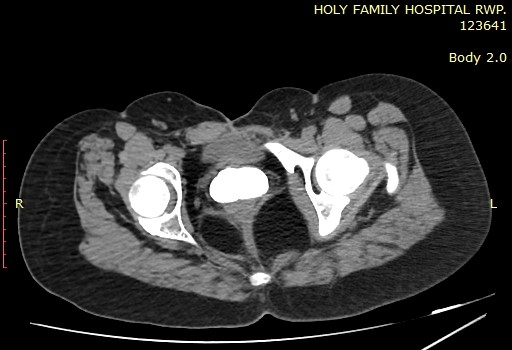 HOLY FAMILY HOSPITAL RWP.
123641
Body 2.0
R
L